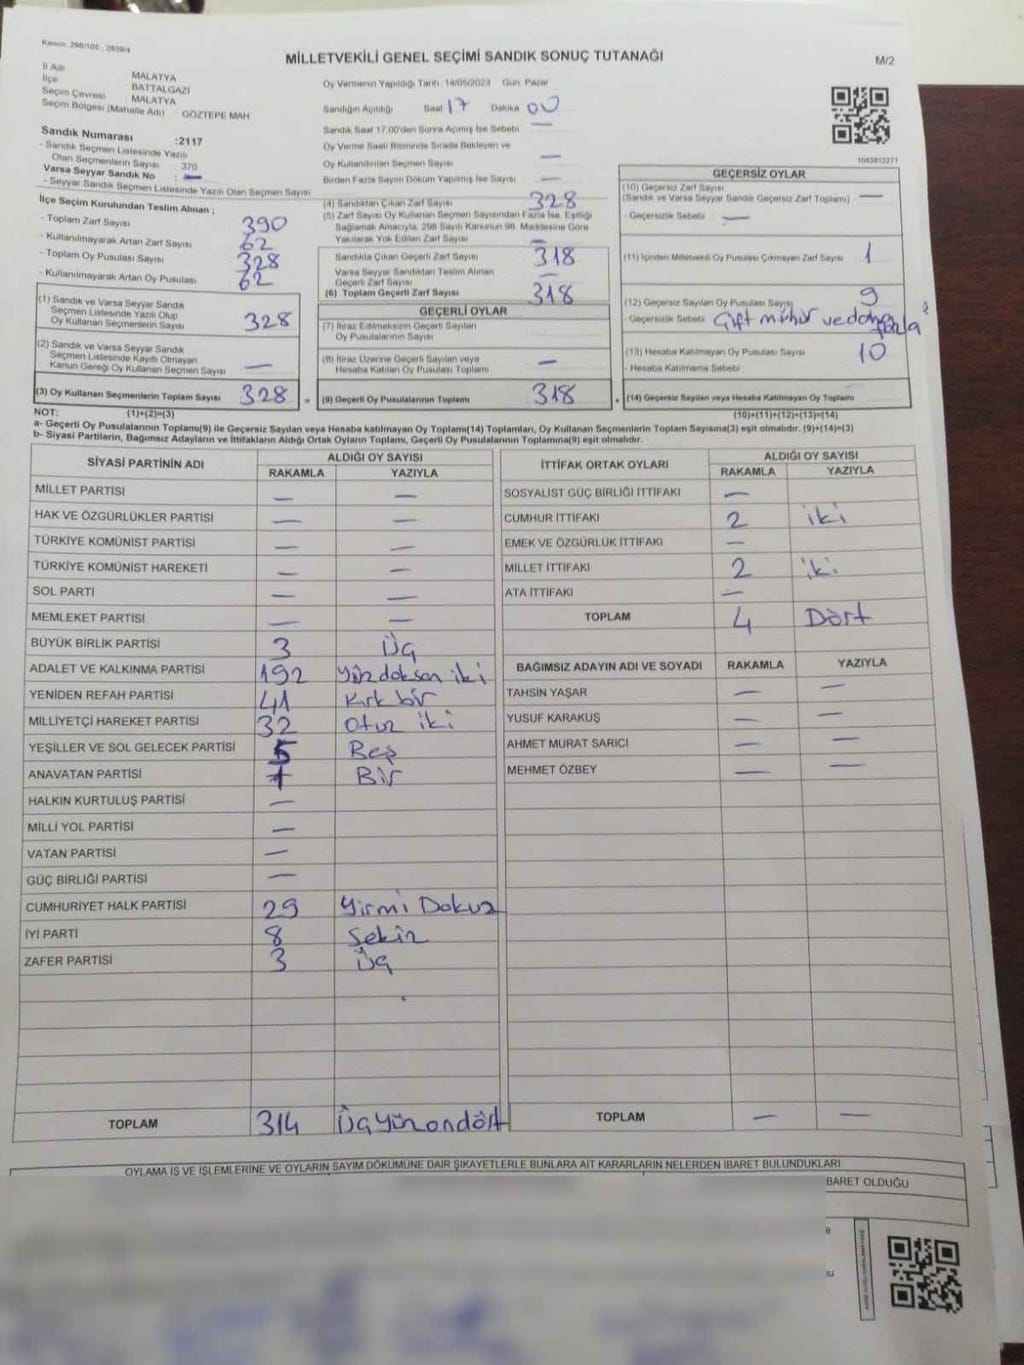 Kanun: 298/105 , 2839/4
MİLLETVEKİLİ GENEL SEÇİMİ SANDIK SONUÇ TUTANAĞI
M/2
İl Adı MALATYA
İlçe BATTALGAZİ
Seçim Çevresi MALATYA
Seçim Bölgesi (Mahalle Adı) GÖZTEPE MAH
Sandık Numarası :2117
- Sandık Seçmen Listesinde Yazılı
Olan Seçmenlerin Sayısı : 370
Varsa Seyyar Sandık No : —
- Seyyar Sandık Seçmen Listesinde Yazılı Olan Seçmen Sayısı
Oy Vermenin Yapıldığı Tarih: 14/05/2023 Gün: Pazar
Sandığın Açıldığı Saat 17 Dakika 00
Sandık Saat 17:00'den Sonra Açılmış İse Sebebi —
Oy Verme Saati Bitiminde Sırada Bekleyen ve
Oy Kullandırılan Seçmen Sayısı —
Birden Fazla Sayım Döküm Yapılmış İse Sayısı —
1063812271
İlçe Seçim Kurulundan Teslim Alınan ;
- Toplam Zarf Sayısı 390
- Kullanılmayarak Artan Zarf Sayısı 62
- Toplam Oy Pusulası Sayısı 328
- Kullanılmayarak Artan Oy Pusulası 62
(1) Sandık ve Varsa Seyyar Sandık
Seçmen Listesinde Yazılı Olup
Oy Kullanan Seçmenlerin Sayısı 328
(2) Sandık ve Varsa Seyyar Sandık
Seçmen Listesinde Kayıtlı Olmayan
Kanun Gereği Oy Kullanan Seçmen Sayısı —
(3) Oy Kullanan Seçmenlerin Toplam Sayısı 328 =
(4) Sandıktan Çıkan Zarf Sayısı 328
(5) Zarf Sayısı Oy Kullanan Seçmen Sayısından Fazla İse, Eşitliği
Sağlamak Amacıyla, 298 Sayılı Kanunun 98. Maddesine Göre
Yakılarak Yok Edilen Zarf Sayısı —
Sandıkta Çıkan Geçerli Zarf Sayısı 318
Varsa Seyyar Sandıktan Teslim Alınan
Geçerli Zarf Sayısı —
(6) Toplam Geçerli Zarf Sayısı 318
GEÇERLİ OYLAR
(7) İtiraz Edilmeksizin Geçerli Sayılan
Oy Pusulalarının Sayısı
(8) İtiraz Üzerine Geçerli Sayılan veya
Hesaba Katılan Oy Pusulası Toplamı —
(9) Geçerli Oy Pusulalarının Toplamı 318 +
GEÇERSİZ OYLAR
(10) Geçersiz Zarf Sayısı
(Sandık ve Varsa Seyyar Sandık Geçersiz Zarf Toplamı) —
- Geçersizlik Sebebi : —
(11) İçinden Milletvekili Oy Pusulası Çıkmayan Zarf Sayısı 1
(12) Geçersiz Sayılan Oy Pusulası Sayısı 9
- Geçersizlik Sebebi : Çift mühür ve daha fazla
(13) Hesaba Katılmayan Oy Pusulası Sayısı 10
- Hesaba Katılmama Sebebi :
(14) Geçersiz Sayılan veya Hesaba Katılmayan Oy Pusulası Toplamı
NOT: (1)+(2)=(3) (10)+(11)+(12)+(13)=(14)
a- Geçerli Oy Pusulalarının Toplamı(9) ile Geçersiz Sayılan veya Hesaba katılmayan Oy Toplamı(14) Toplamları, Oy Kullanan Seçmenlerin Toplam Sayısına(3) eşit olmalıdır. (9)+(14)=(3)
b- Siyasi Partilerin, Bağımsız Adayların ve İttifakların Aldığı Ortak Oyların Toplamı, Geçerli Oy Pusulalarının Toplamına(9) eşit olmalıdır.
SİYASİ PARTİNİN ADI ALDIĞI OY SAYISI
RAKAMLA YAZIYLA
MİLLET PARTİSİ — —
HAK VE ÖZGÜRLÜKLER PARTİSİ — —
TÜRKİYE KOMÜNİST PARTİSİ — —
TÜRKİYE KOMÜNİST HAREKETİ — —
SOL PARTİ — —
MEMLEKET PARTİSİ — —
BÜYÜK BİRLİK PARTİSİ 3 Üç
ADALET VE KALKINMA PARTİSİ 192 Yüz doksan iki
YENİDEN REFAH PARTİSİ 41 Kırk bir
MİLLİYETÇİ HAREKET PARTİSİ 32 Otuz iki
YEŞİLLER VE SOL GELECEK PARTİSİ 5 Beş
ANAVATAN PARTİSİ 1 Bir
HALKIN KURTULUŞ PARTİSİ —
MİLLİ YOL PARTİSİ —
VATAN PARTİSİ —
GÜÇ BİRLİĞİ PARTİSİ —
CUMHURİYET HALK PARTİSİ 29 Yirmi Dokuz
İYİ PARTİ 8 Sekiz
ZAFER PARTİSİ 3 Üç
TOPLAM 314 Üçyüzondört
İTTİFAK ORTAK OYLARI ALDIĞI OY SAYISI
RAKAMLA YAZIYLA
SOSYALİST GÜÇ BİRLİĞİ İTTİFAKI —
CUMHUR İTTİFAKI 2 iki
EMEK VE ÖZGÜRLÜK İTTİFAKI —
MİLLET İTTİFAKI 2 iki
ATA İTTİFAKI —
TOPLAM 4 Dört
BAĞIMSIZ ADAYIN ADI VE SOYADI RAKAMLA YAZIYLA
TAHSİN YAŞAR — —
YUSUF KARAKUŞ — —
AHMET MURAT SARICI — —
MEHMET ÖZBEY — —
TOPLAM — —
OYLAMA İŞ VE İŞLEMLERİNE VE OYLARIN SAYIM DÖKÜMÜNE DAİR ŞİKAYETLERLE BUNLARA AİT KARARLARIN NELERDEN İBARET BULUNDUKLARI
BARET OLDUĞU